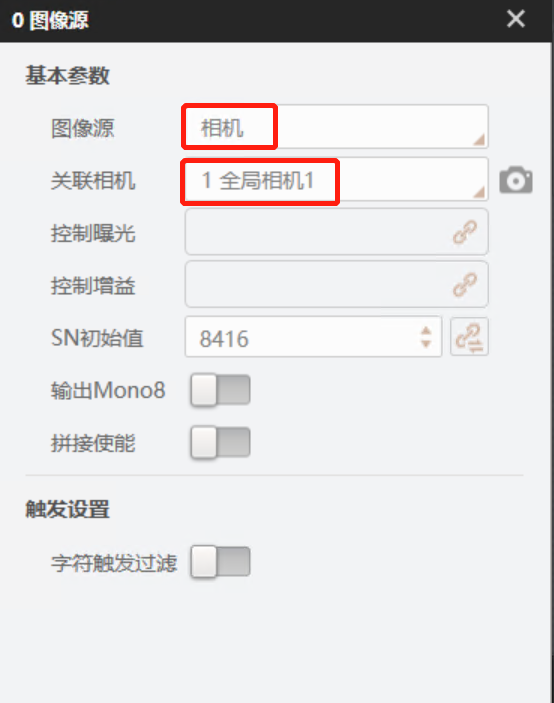 0 图像源
基本参数
图像源 相机
关联相机 1 全局相机1
控制曝光
控制增益
SN初始值 8416
输出Mono8
拼接使能
触发设置
字符触发过滤